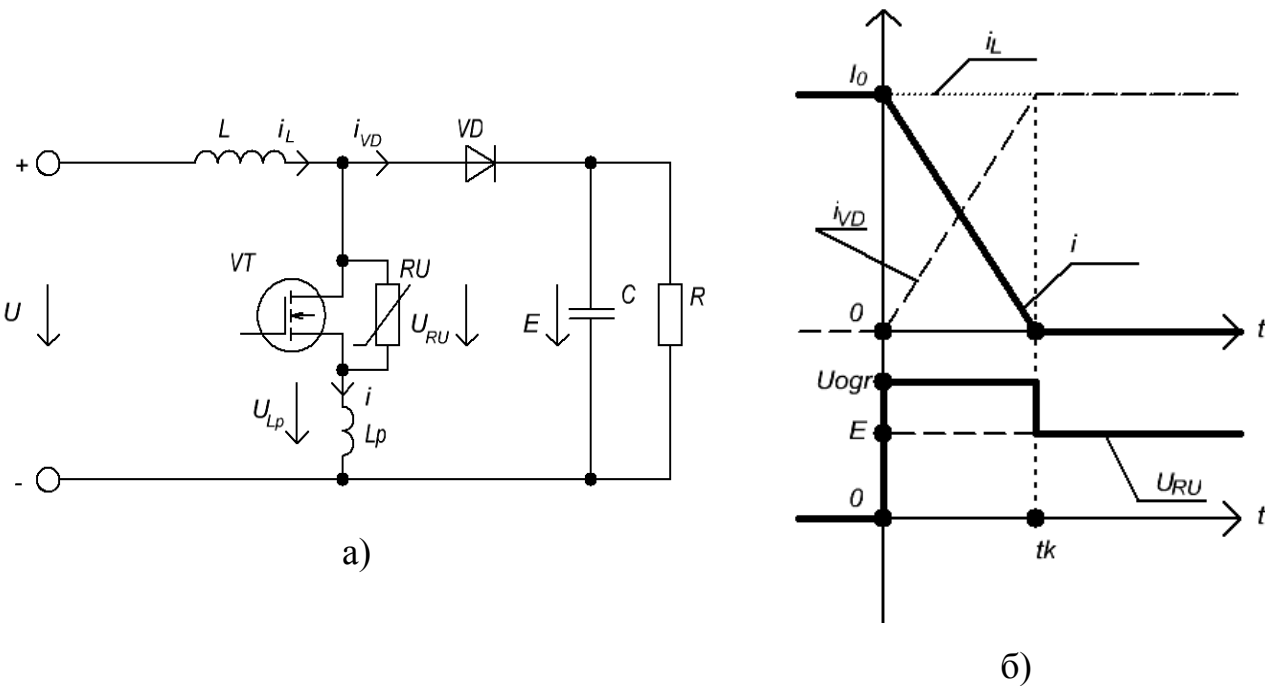 L
i_L
i_VD
VD
+
VT
RU
U
U_RU
E
C
R
i
U_Lp
Lp
-
а)
i_L
I_0
i_VD
i
0
t
Uogr
E
U_RU
0
t
tk
б)